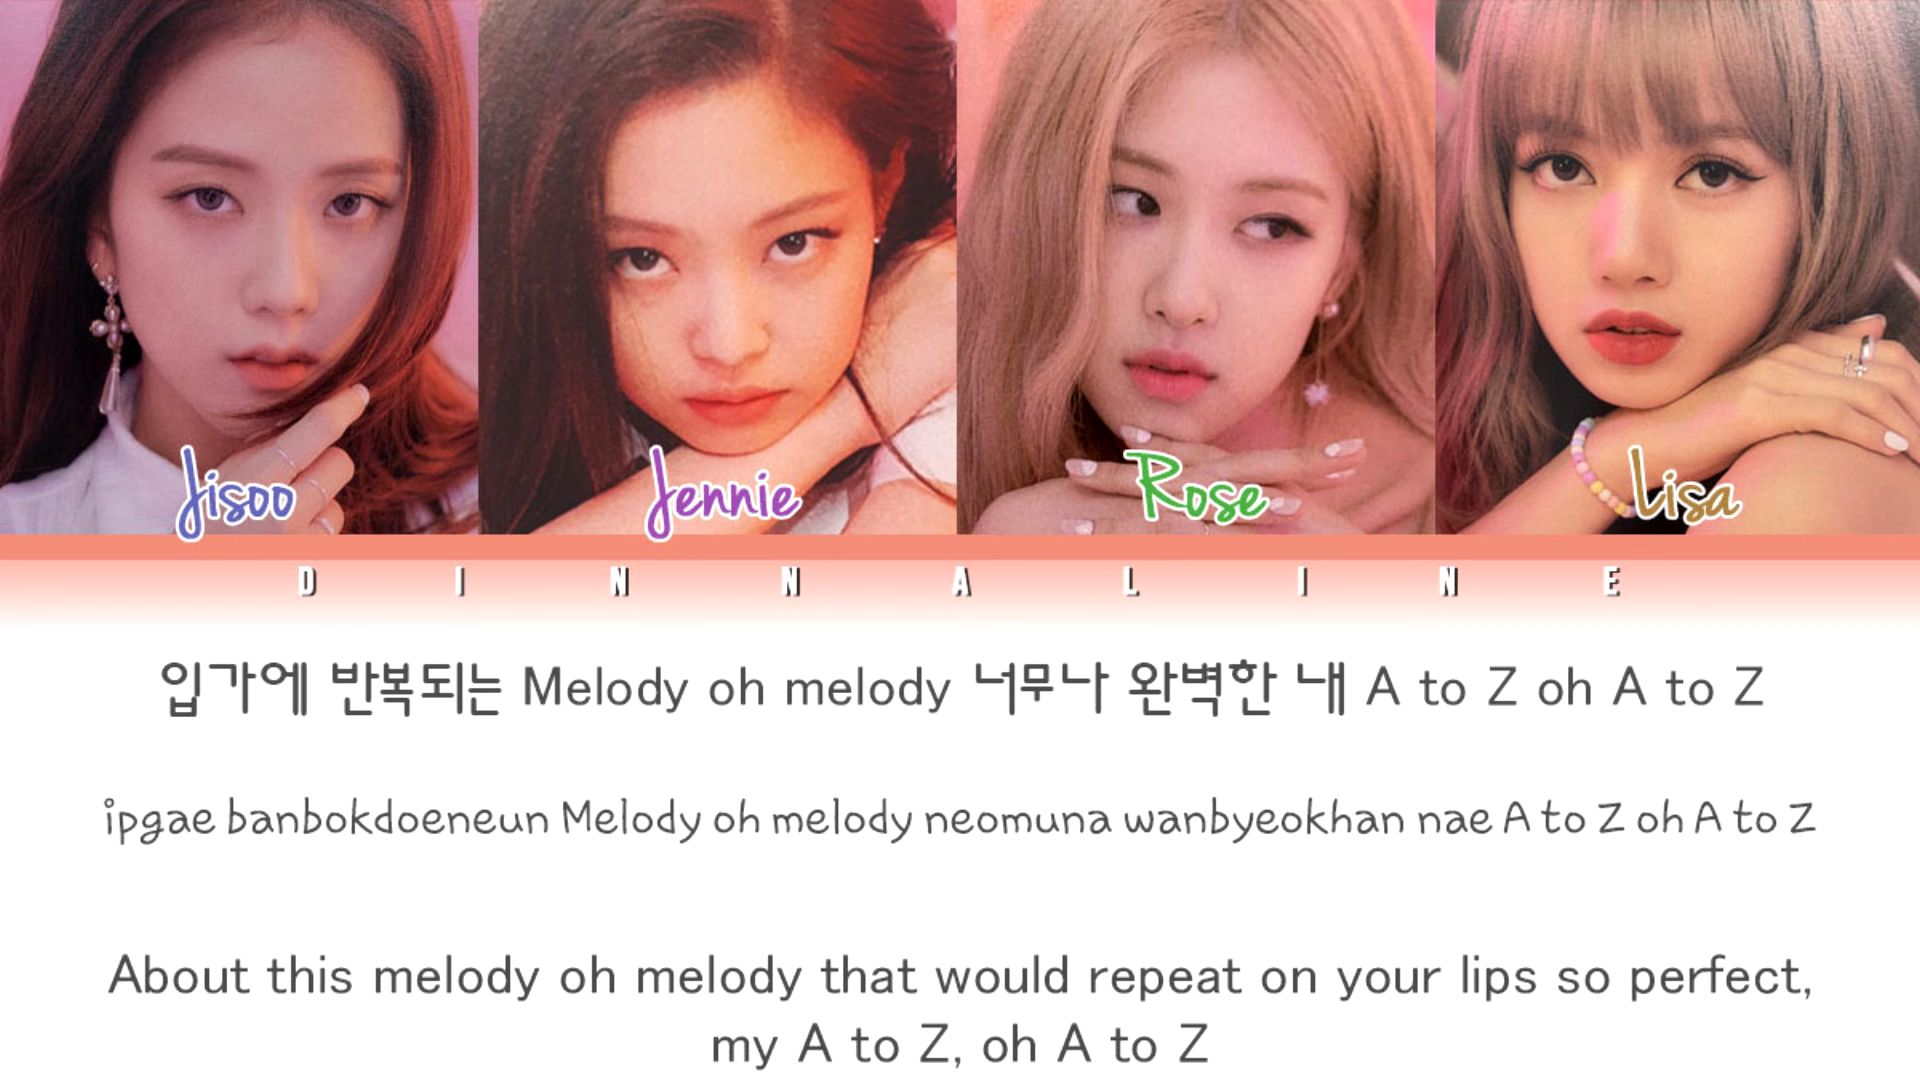 Jisoo
Jennie
Rose
Lisa
D I N N A L I N E
입가에 반복되는 Melody oh melody 너무나 완벽한 내 A to Z oh A to Z
ipgae banbokdoeneun Melody oh melody neomuna wanbyeokhan nae A to Z oh A to Z
About this melody oh melody that would repeat on your lips so perfect,
my A to Z, oh A to Z